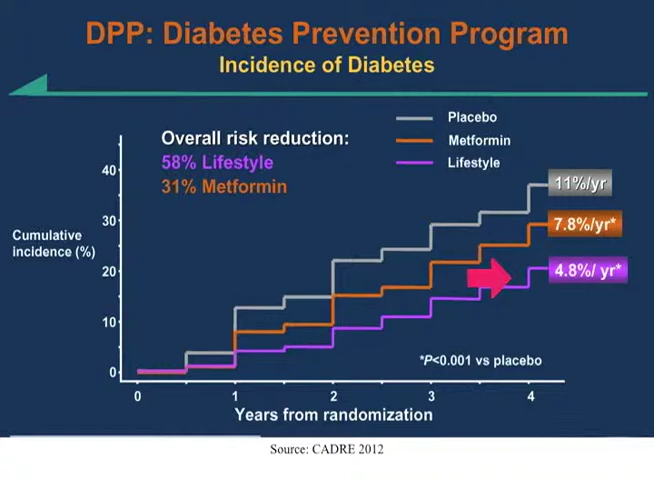 DPP: Diabetes Prevention Program
Incidence of Diabetes
Placebo
Overall risk reduction:
Metformin
58% Lifestyle
Lifestyle
31% Metformin
40
11%/yr
30
7.8%/yr*
Cumulative
incidence (%)
20
4.8%/ yr*
10
*P<0.001 vs placebo
0
0 1 2 3 4
Years from randomization
Source: CADRE 2012